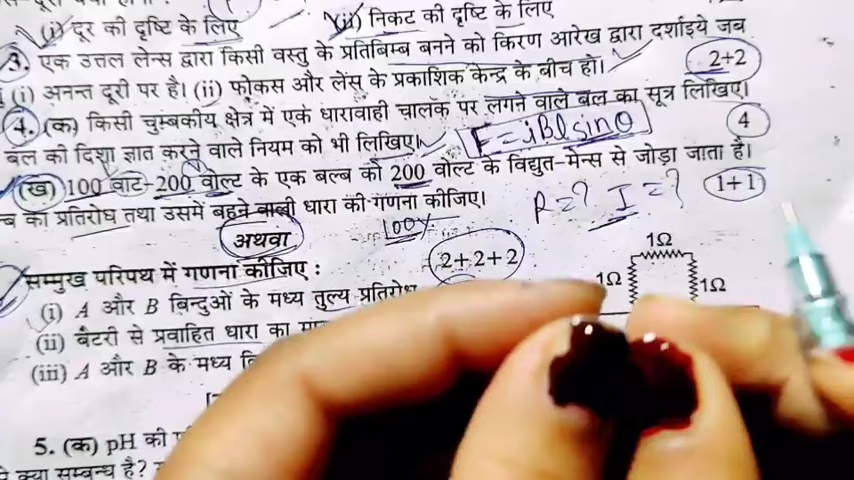 (i) दूर की दृष्टि के लिए (ii) निकट की दृष्टि के लिए
3. एक उत्तल लेन्स द्वारा किसी वस्तु के प्रतिबिम्ब बनने को किरण आरेख द्वारा दर्शाइये जब
(i) अनन्त दूरी पर है। (ii) फोकस और लेंस के प्रकाशिक केन्द्र के बीच हो। 2+2
4. (क) किसी चुम्बकीय क्षेत्र में एक धारावाही चालक पर लगने वाले बल का सूत्र लिखिए।
बल की दिशा ज्ञात करने वाले नियम को भी लिखिए। F=iBlsinθ 4
(ख) 100 वाट-200 वोल्ट के एक बल्ब को 200 वोल्ट के विद्युत-मेन्स से जोड़ा जाता है।
ब का प्रतिरोध तथा उसमें बहने वाली धारा की गणना कीजिए। R=? I=? 1+1
अथवा
सम्मुख परिपथ में गणना कीजिए : 2+2+2
(i) A और B बिन्दुओं के मध्य तुल्य प्रतिरोध
(ii) बैटरी से प्रवाहित धारा का
(iii) A और B के मध्य
1Ω
1Ω
1Ω
5. (क) pH की
क्या सम्बन्ध है?